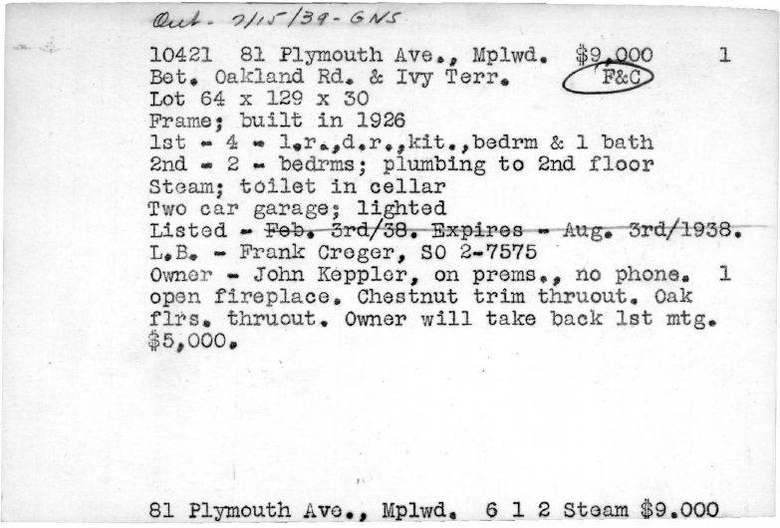 Out. 7/15/39 - GNS
10421 81 Plymouth Ave., Mplwd. $9,000 1
Bet. Oakland Rd. & Ivy Terr. F&C
Lot 64 x 129 x 30
Frame; built in 1926
1st - 4 - l.r.,d.r.,kit.,bedrm & 1 bath
2nd - 2 - bedrms; plumbing to 2nd floor
Steam; toilet in cellar
Two car garage; lighted
Listed - Feb. 3rd/38. Expires - Aug. 3rd/1938.
L.B. - Frank Creger, SO 2-7575
Owner - John Keppler, on prems., no phone. 1
open fireplace. Chestnut trim thruout. Oak
flrs. thruout. Owner will take back 1st mtg.
$5,000.
81 Plymouth Ave., Mplwd. 6 1 2 Steam $9.000